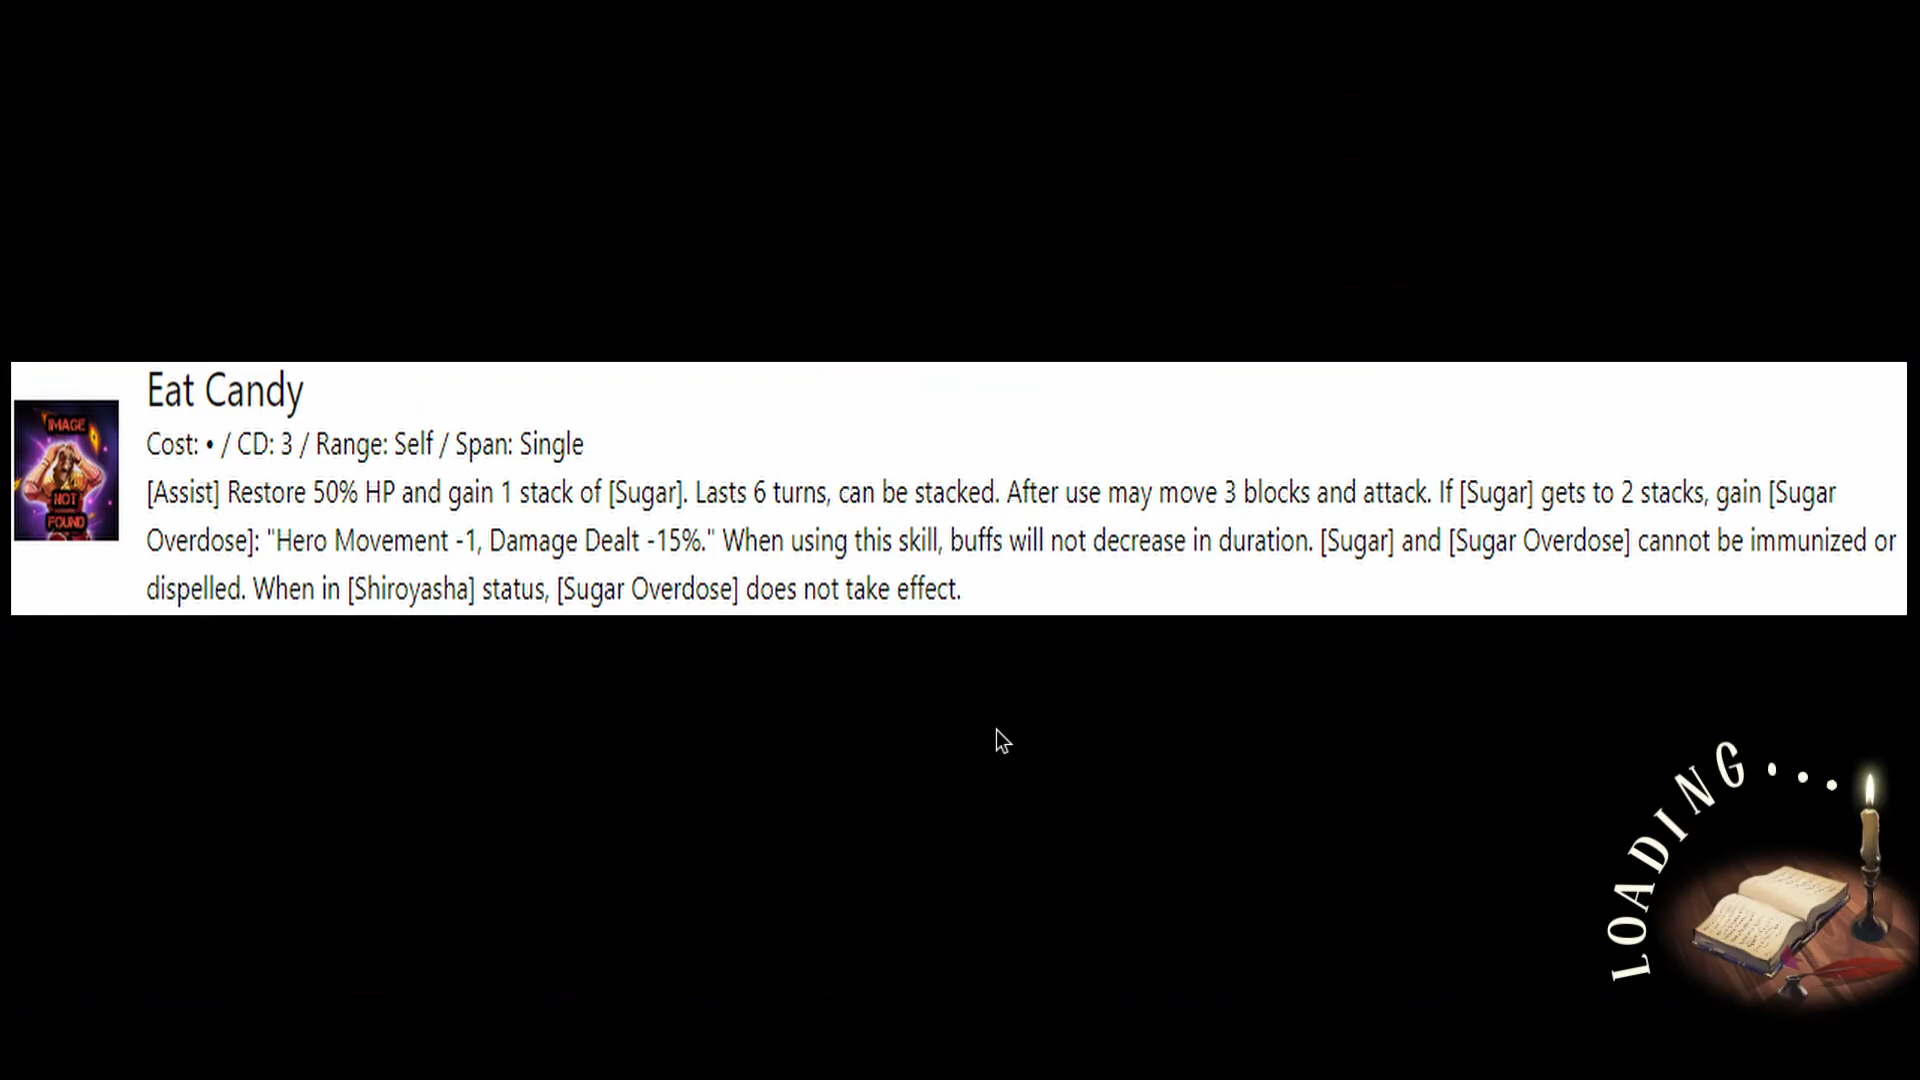 Eat Candy
Cost: • / CD: 3 / Range: Self / Span: Single
[Assist] Restore 50% HP and gain 1 stack of [Sugar]. Lasts 6 turns, can be stacked. After use may move 3 blocks and attack. If [Sugar] gets to 2 stacks, gain [Sugar
Overdose]: "Hero Movement -1, Damage Dealt -15%." When using this skill, buffs will not decrease in duration. [Sugar] and [Sugar Overdose] cannot be immunized or
dispelled. When in [Shiroyasha] status, [Sugar Overdose] does not take effect.
IMAGE
NOT
FOUND
LOADING...